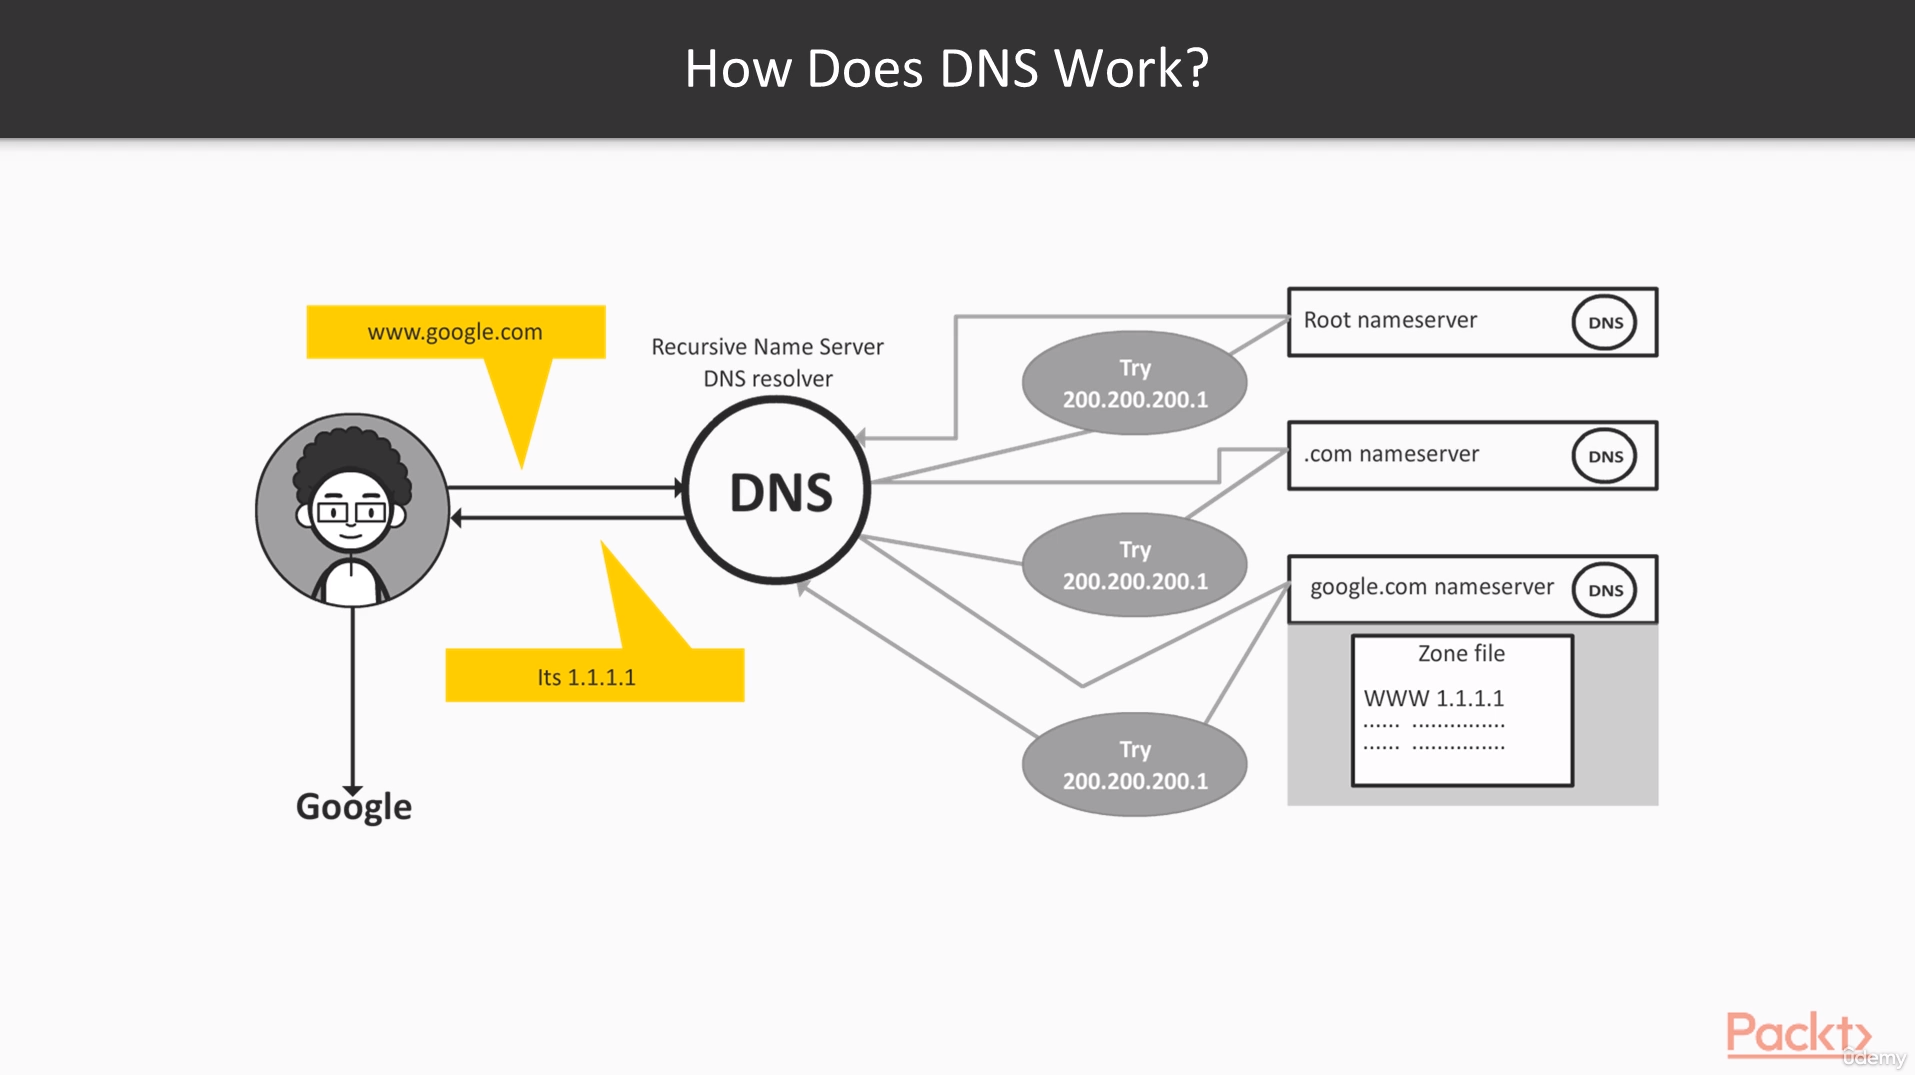 How Does DNS Work?
www.google.com
Recursive Name Server
DNS resolver
DNS
Its 1.1.1.1
Google
Try
200.200.200.1
Try
200.200.200.1
Try
200.200.200.1
Root nameserver
DNS
.com nameserver
DNS
google.com nameserver
DNS
Zone file
WWW 1.1.1.1
...... ...............
...... ...............
Packt
ûdemy